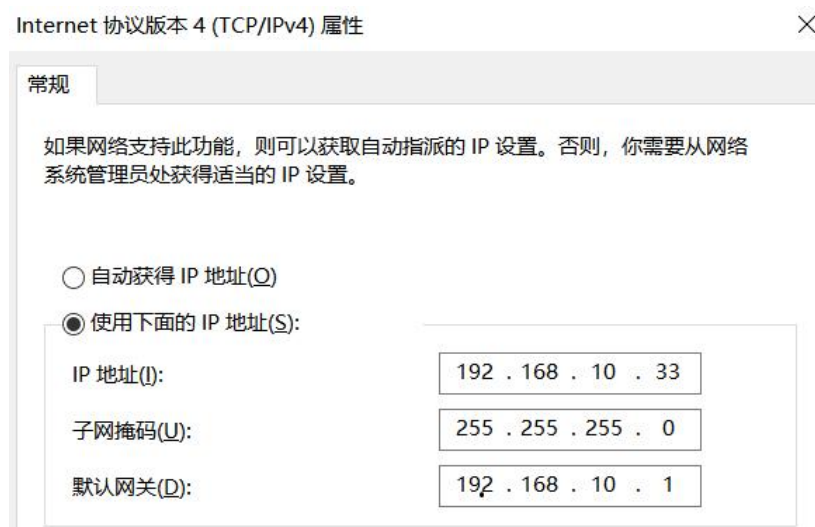 Internet 协议版本 4 (TCP/IPv4) 属性
常规
如果网络支持此功能，则可以获取自动指派的 IP 设置。否则，你需要从网络
系统管理员处获得适当的 IP 设置。
自动获得 IP 地址(O)
使用下面的 IP 地址(S):
IP 地址(I): 192 . 168 . 10 . 33
子网掩码(U): 255 . 255 . 255 . 0
默认网关(D): 192 . 168 . 10 . 1